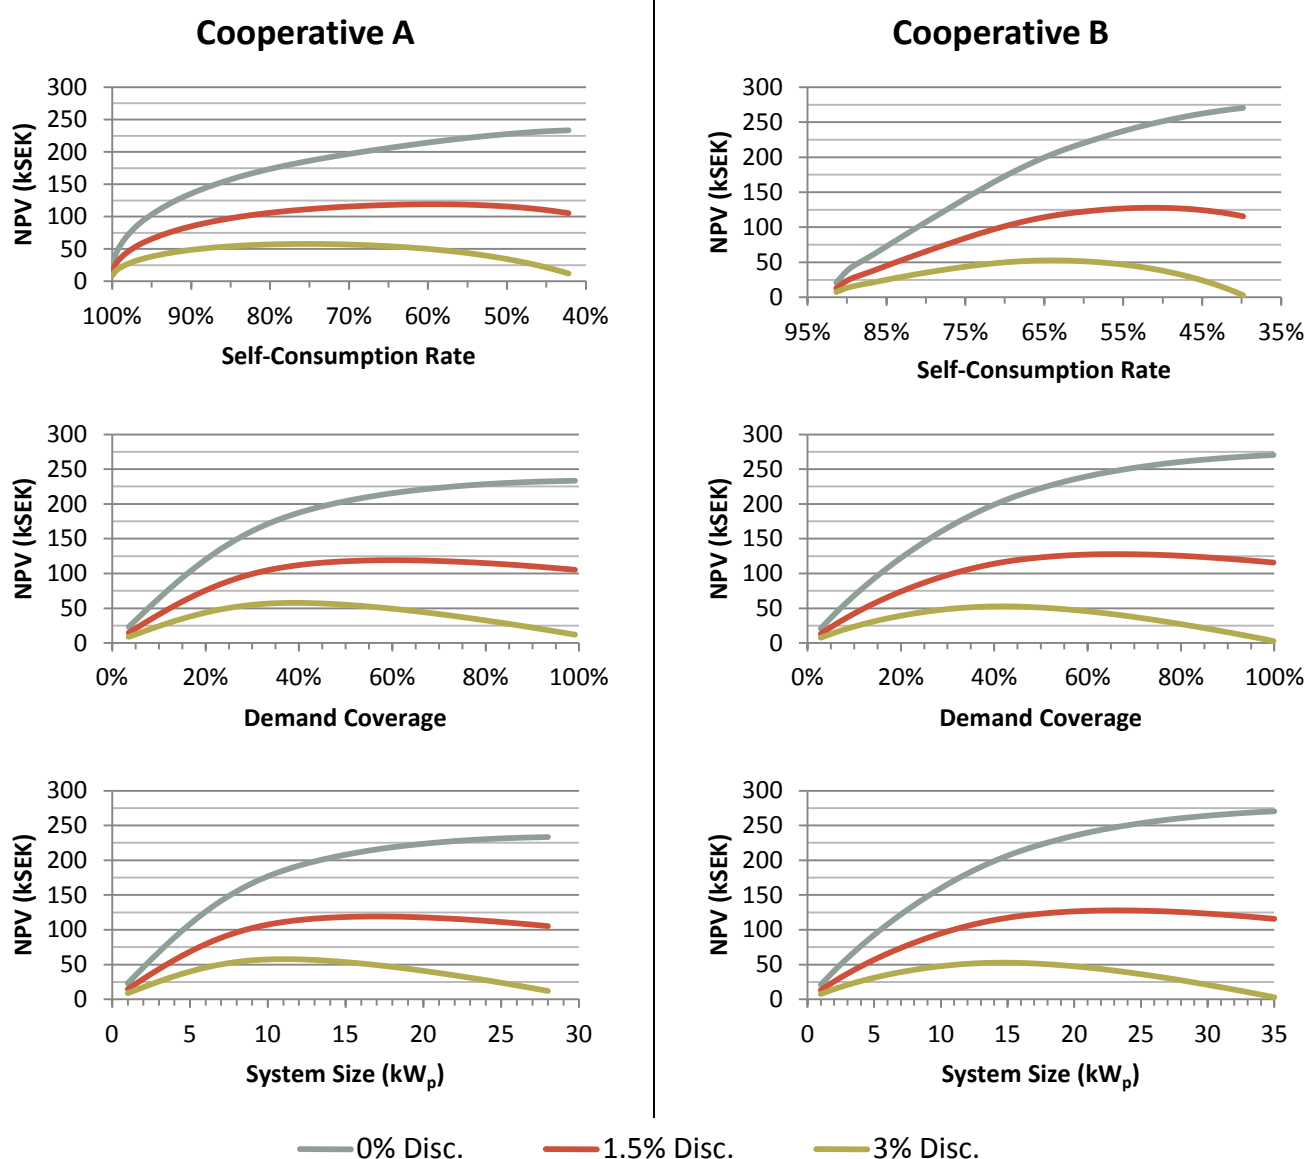 Cooperative A
Cooperative B
300
250
200
150
100
50
0
NPV (kSEK)
100% 90% 80% 70% 60% 50% 40%
Self-Consumption Rate
300
250
200
150
100
50
0
NPV (kSEK)
95% 85% 75% 65% 55% 45% 35%
Self-Consumption Rate
300
250
200
150
100
50
0
NPV (kSEK)
0% 20% 40% 60% 80% 100%
Demand Coverage
300
250
200
150
100
50
0
NPV (kSEK)
0% 20% 40% 60% 80% 100%
Demand Coverage
300
250
200
150
100
50
0
NPV (kSEK)
0 5 10 15 20 25 30
System Size (kWp)
300
250
200
150
100
50
0
NPV (kSEK)
0 5 10 15 20 25 30 35
System Size (kWp)
0% Disc. 1.5% Disc. 3% Disc.